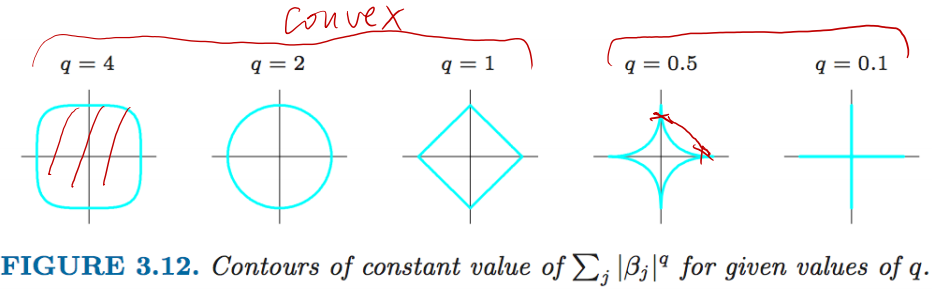 convex
q = 4 q = 2 q = 1 q = 0.5 q = 0.1
FIGURE 3.12. Contours of constant value of ∑ⱼ |βⱼ|^q for given values of q.